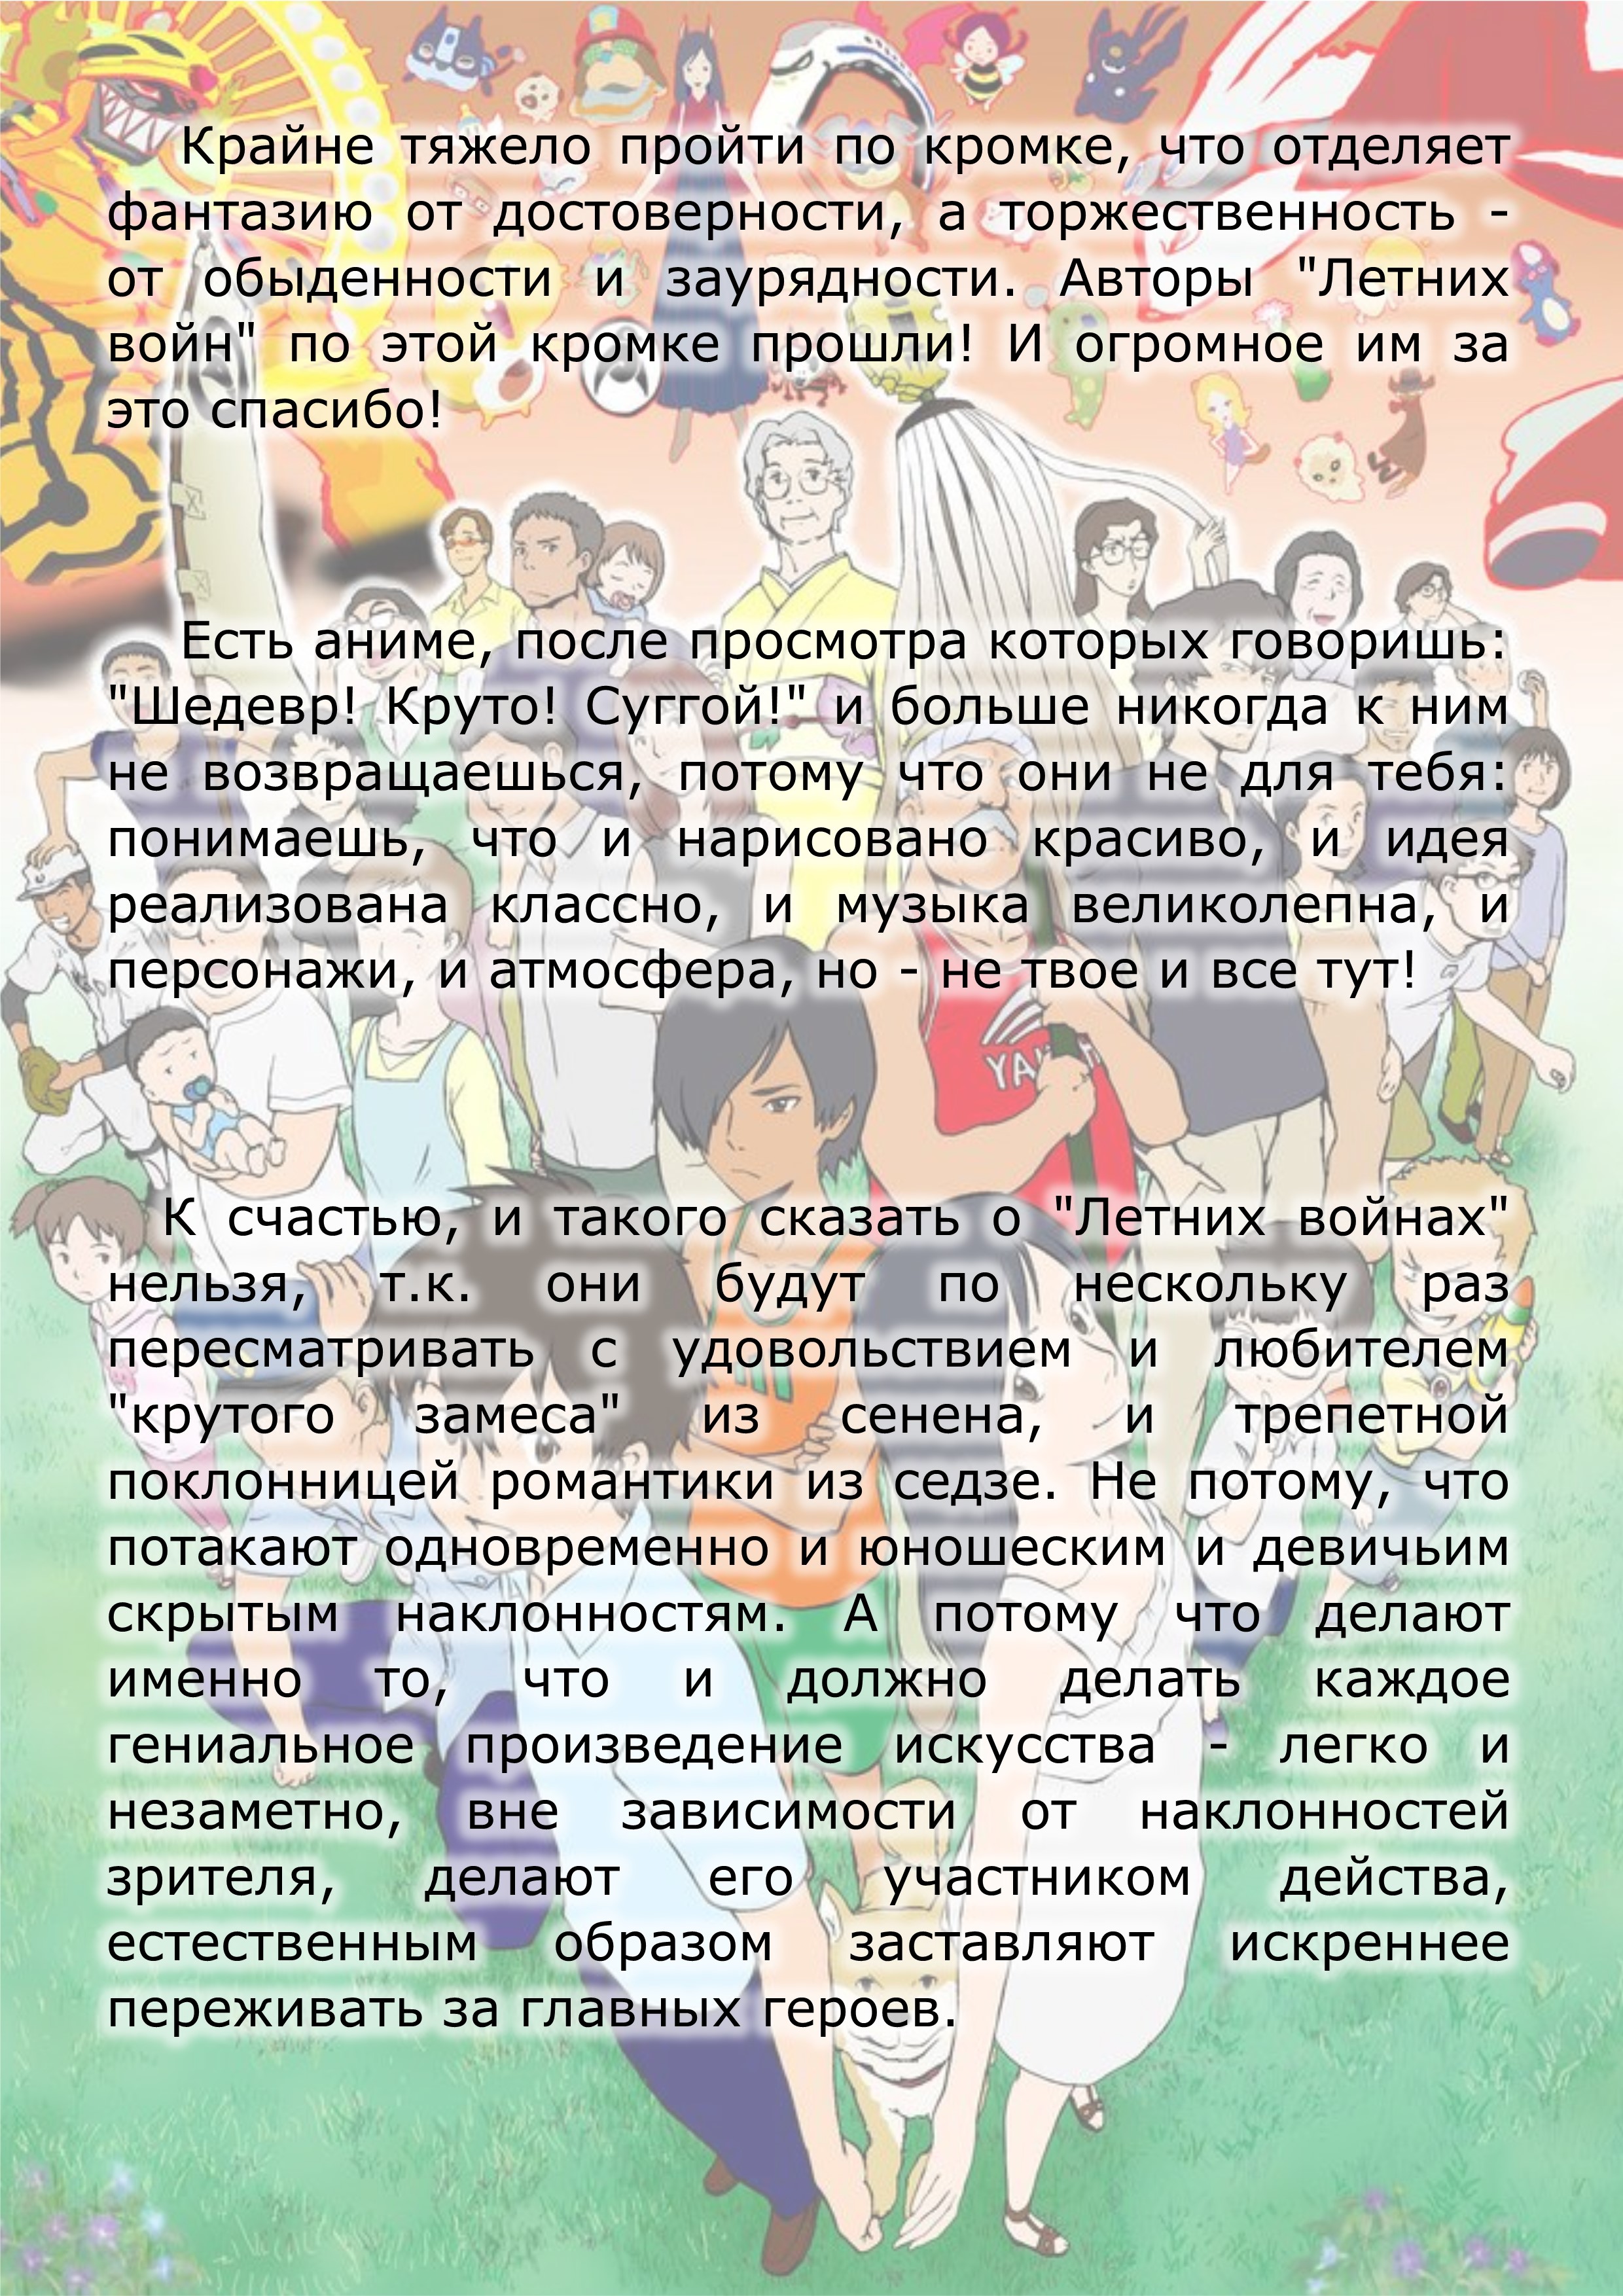 Крайне тяжело пройти по кромке, что отделяет
фантазию от достоверности, а торжественность -
от обыденности и заурядности. Авторы "Летних
войн" по этой кромке прошли! И огромное им за
это спасибо!
Есть аниме, после просмотра которых говоришь:
"Шедевр! Круто! Суггой!" и больше никогда к ним
не возвращаешься, потому что они не для тебя:
понимаешь, что и нарисовано красиво, и идея
реализована классно, и музыка великолепна, и
персонажи, и атмосфера, но - не твое и все тут!
К счастью, и такого сказать о "Летних войнах"
нельзя, т.к. они будут по нескольку раз
пересматривать с удовольствием и любителем
"крутого замеса" из сенена, и трепетной
поклонницей романтики из седзе. Не потому, что
потакают одновременно и юношеским и девичьим
скрытым наклонностям. А потому что делают
именно то, что и должно делать каждое
гениальное произведение искусства - легко и
незаметно, вне зависимости от наклонностей
зрителя, делают его участником действа,
естественным образом заставляют искреннее
переживать за главных героев.